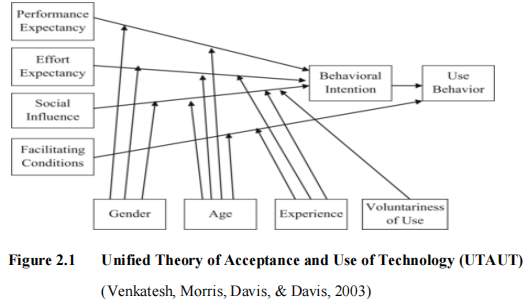 Performance
Expectancy
Effort
Expectancy
Social
Influence
Facilitating
Conditions
Behavioral
Intention
Use
Behavior
Gender
Age
Experience
Voluntariness
of Use
Figure 2.1 Unified Theory of Acceptance and Use of Technology (UTAUT)
(Venkatesh, Morris, Davis, & Davis, 2003)